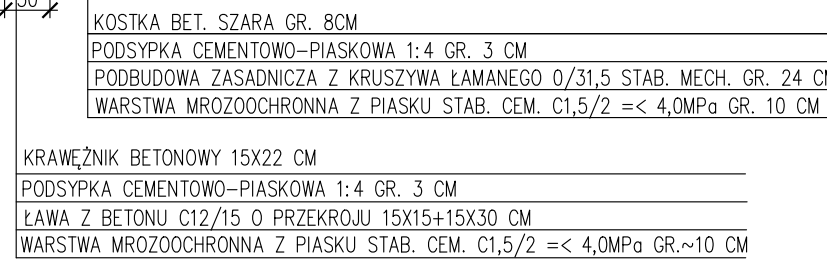 KOSTKA BET. SZARA GR. 8CM
PODSYPKA CEMENTOWO-PIASKOWA 1:4 GR. 3 CM
PODBUDOWA ZASADNICZA Z KRUSZYWA ŁAMANEGO 0/31,5 STAB. MECH. GR. 24 CM
WARSTWA MROZOOCHRONNA Z PIASKU STAB. CEM. C1,5/2 =< 4,0MPa GR. 10 CM
KRAWĘŻNIK BETONOWY 15X22 CM
PODSYPKA CEMENTOWO-PIASKOWA 1:4 GR. 3 CM
ŁAWA Z BETONU C12/15 O PRZEKROJU 15X15+15X30 CM
WARSTWA MROZOOCHRONNA Z PIASKU STAB. CEM. C1,5/2 =< 4,0MPa GR.~10 CM